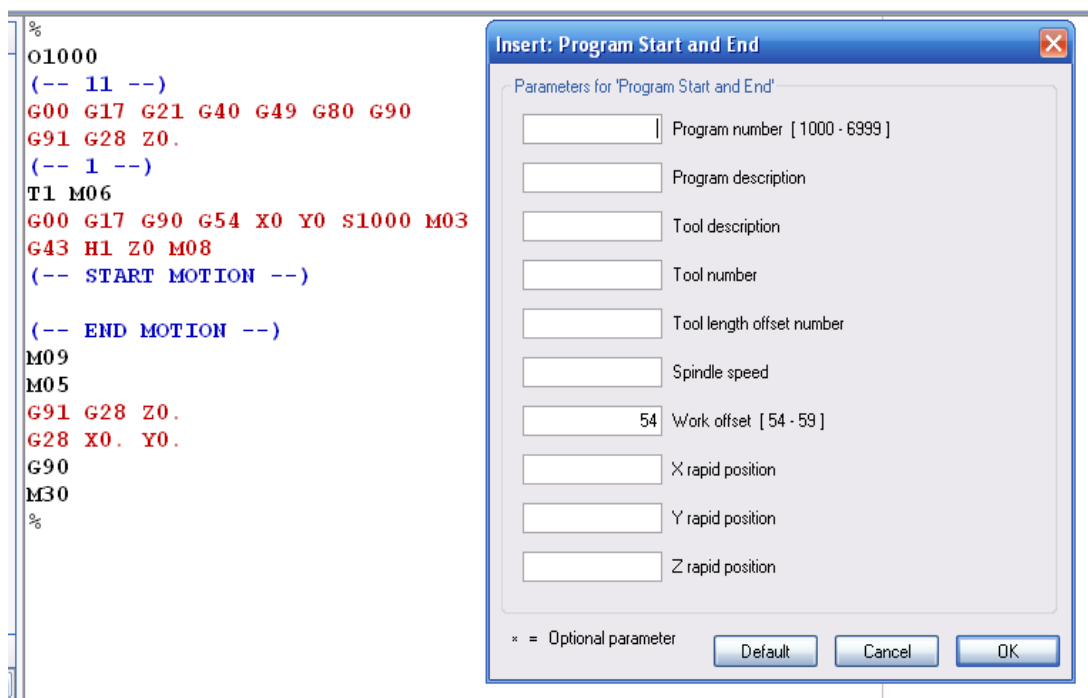 %
O1000
(-- 11 --)
G00 G17 G21 G40 G49 G80 G90
G91 G28 Z0.
(-- 1 --)
T1 M06
G00 G17 G90 G54 X0 Y0 S1000 M03
G43 H1 Z0 M08
(-- START MOTION --)
(-- END MOTION --)
M09
M05
G91 G28 Z0.
G28 X0. Y0.
G90
M30
%
Insert: Program Start and End
Parameters for 'Program Start and End'
Program number [ 1000 - 6999 ]
Program description
Tool description
Tool number
Tool length offset number
Spindle speed
54 Work offset [ 54 - 59 ]
X rapid position
Y rapid position
Z rapid position
* = Optional parameter
Default Cancel OK